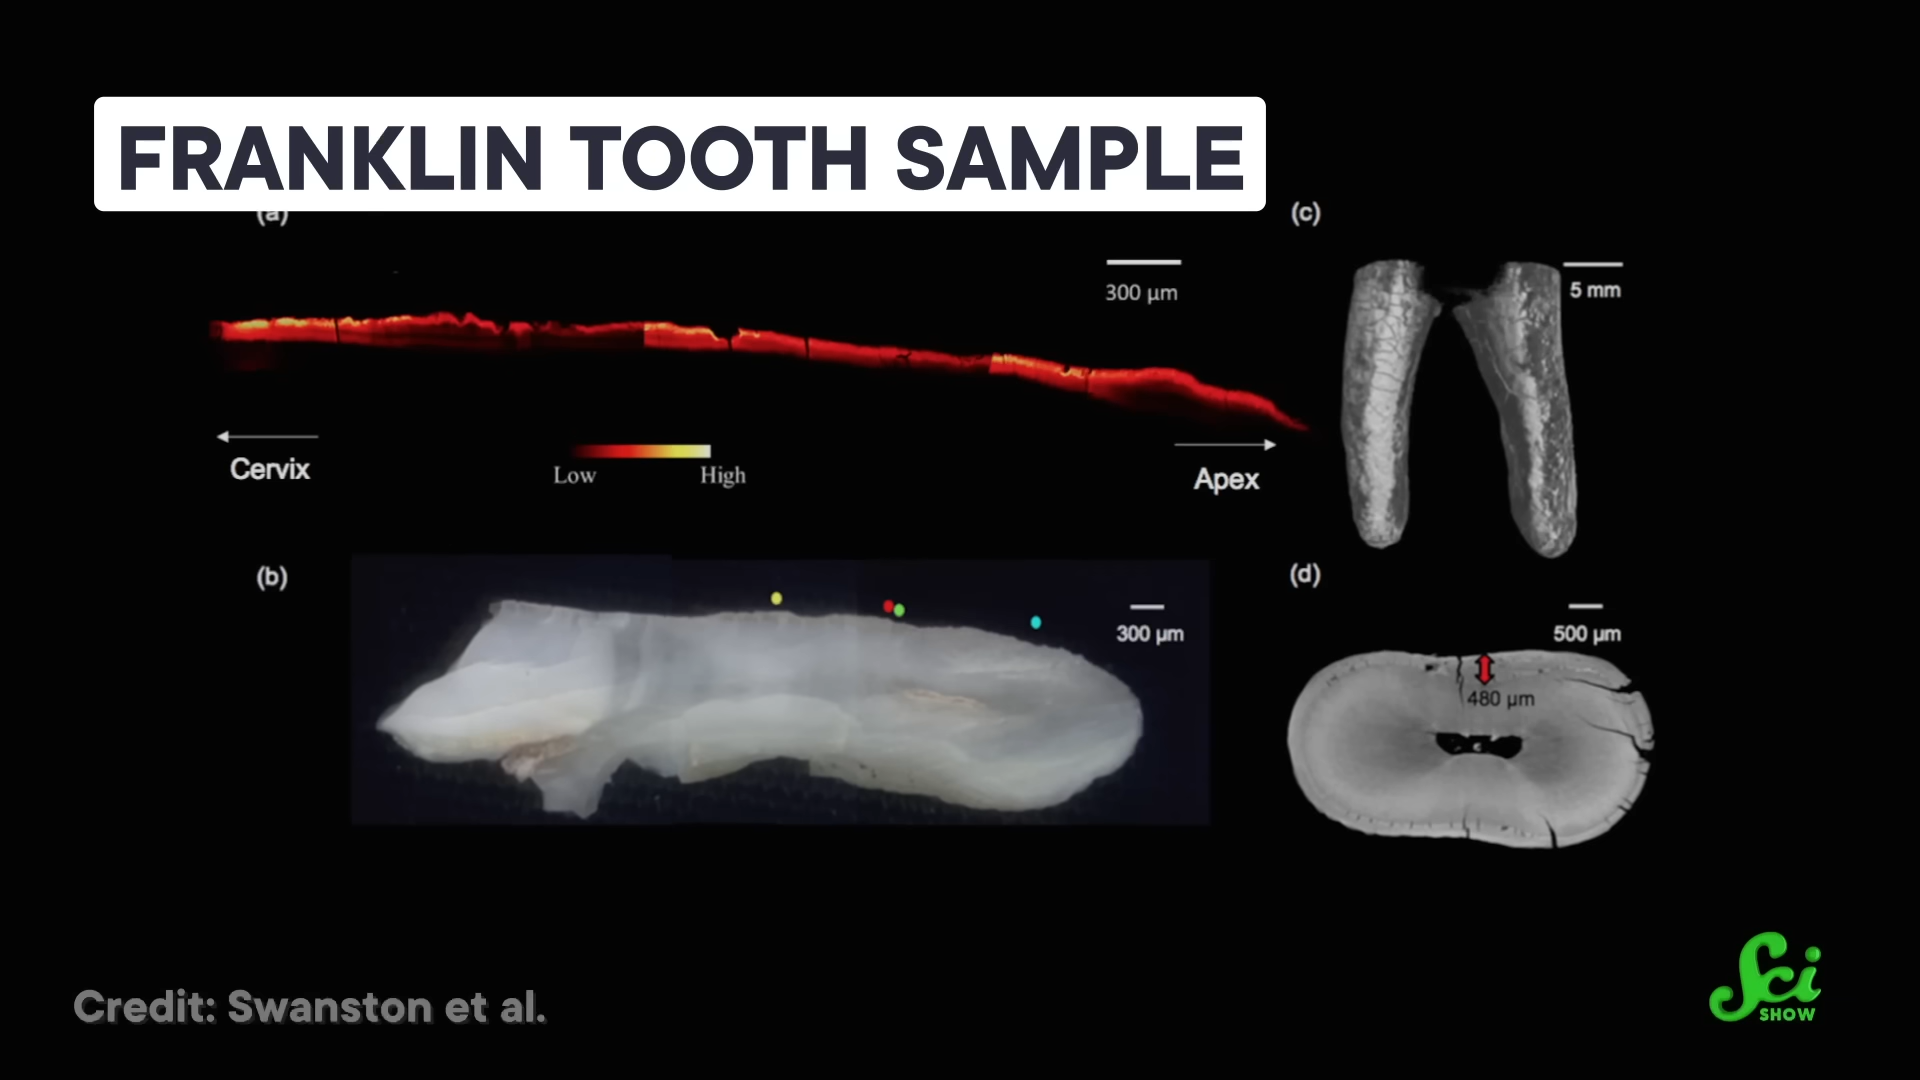 FRANKLIN TOOTH SAMPLE
(a)
300 µm
Cervix
Low
High
Apex
(b)
300 µm
(c)
5 mm
(d)
500 µm
480 µm
Credit: Swanston et al.
Sci
SHOW